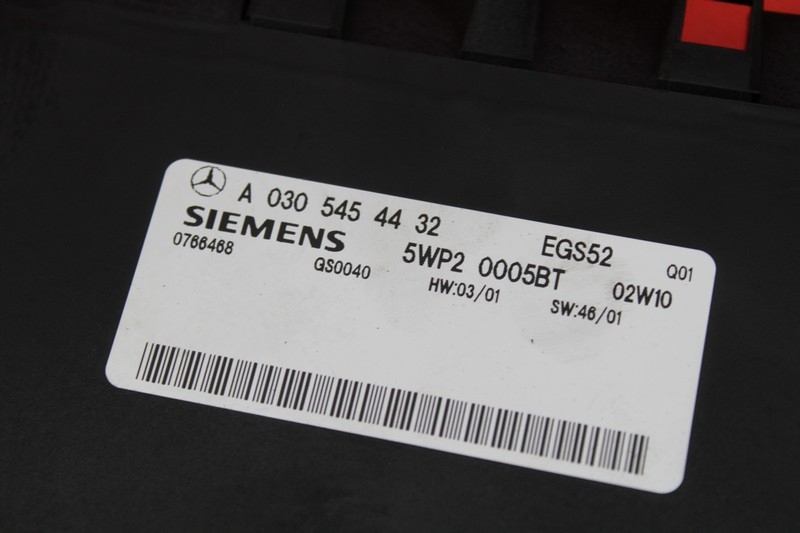 A 030 545 44 32 EGS52 Q01
SIEMENS 5WP2 0005BT 02W10
0766468 GS0040 HW:03/01 SW:46/01